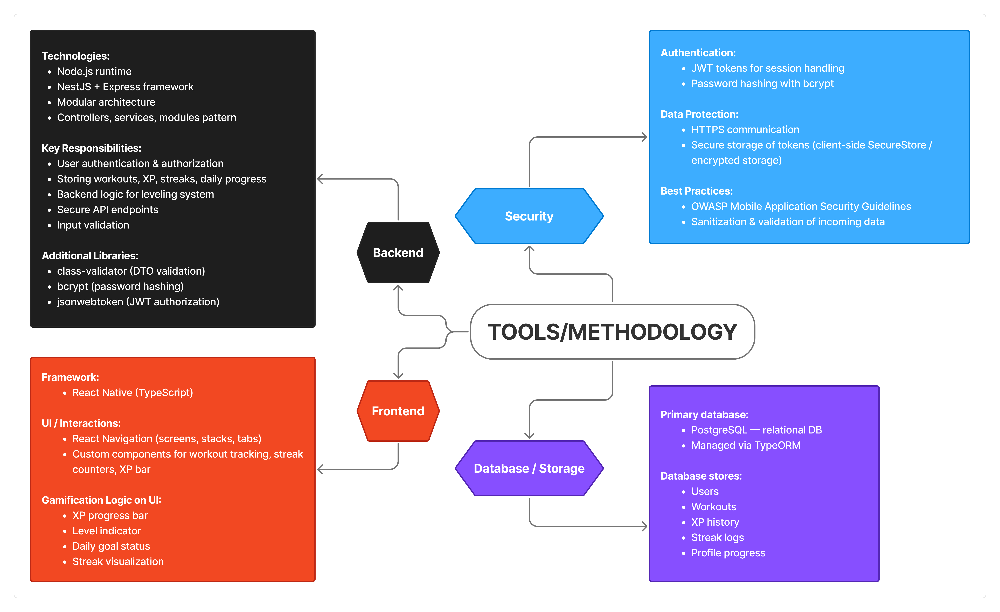 Technologies:
• Node.js runtime
• NestJS + Express framework
• Modular architecture
• Controllers, services, modules pattern
Key Responsibilities:
• User authentication & authorization
• Storing workouts, XP, streaks, daily progress
• Backend logic for leveling system
• Secure API endpoints
• Input validation
Additional Libraries:
• class-validator (DTO validation)
• bcrypt (password hashing)
• jsonwebtoken (JWT authorization)
Backend
Security
Authentication:
• JWT tokens for session handling
• Password hashing with bcrypt
Data Protection:
• HTTPS communication
• Secure storage of tokens (client-side SecureStore /
encrypted storage)
Best Practices:
• OWASP Mobile Application Security Guidelines
• Sanitization & validation of incoming data
TOOLS/METHODOLOGY
Framework:
• React Native (TypeScript)
UI / Interactions:
• React Navigation (screens, stacks, tabs)
• Custom components for workout tracking, streak
counters, XP bar
Gamification Logic on UI:
• XP progress bar
• Level indicator
• Daily goal status
• Streak visualization
Frontend
Database / Storage
Primary database:
• PostgreSQL — relational DB
• Managed via TypeORM
Database stores:
• Users
• Workouts
• XP history
• Streak logs
• Profile progress